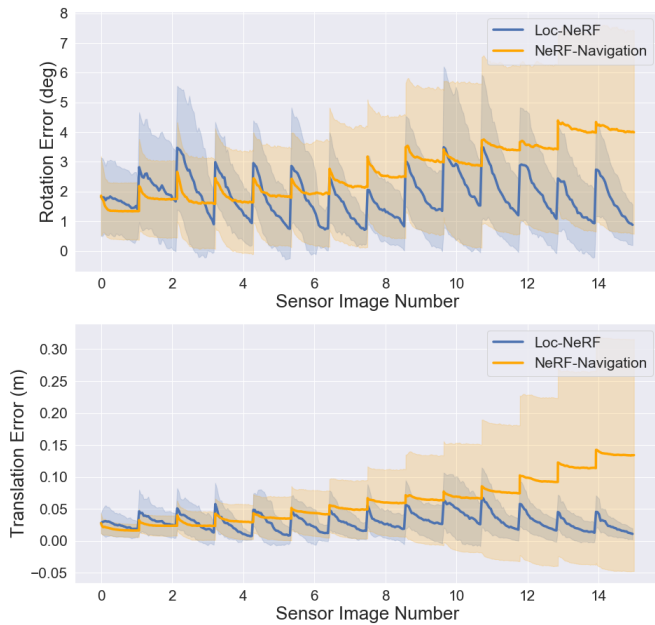 8
7
6
5
4
3
2
1
0
Rotation Error (deg)
Loc-NeRF
NeRF-Navigation
0 2 4 6 8 10 12 14
Sensor Image Number
0.30
0.25
0.20
0.15
0.10
0.05
0.00
−0.05
Translation Error (m)
Loc-NeRF
NeRF-Navigation
0 2 4 6 8 10 12 14
Sensor Image Number